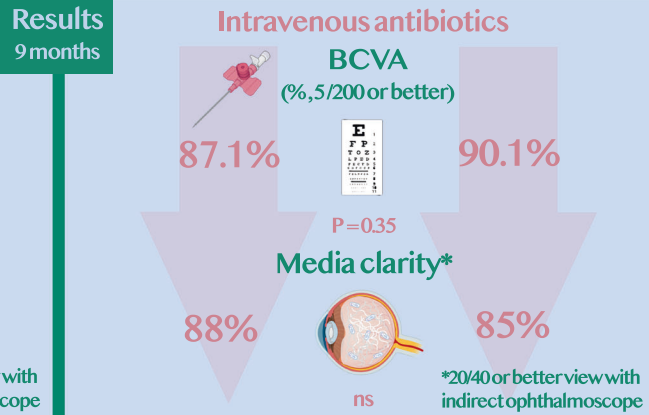 Results
9 months
Intravenous antibiotics
BCVA
(%,5/200 or better)
E
F P
T O Z
L P E D
87.1%
90.1%
P=0.35
Media clarity*
88%
85%
ns
with
cope
*20/40 or better view with
indirect ophthalmoscope